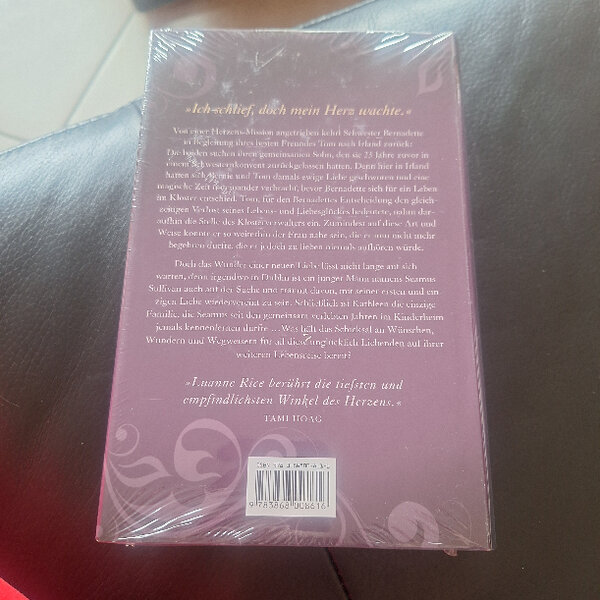 »Ich schlief, doch mein Herz wachte.«
Von einer Herzens-Mission angetrieben kehrt Schwester Bernadette
in Begleitung ihres besten Freundes Tom nach Irland zurück:
Die beiden suchen ihren gemeinsamen Sohn, den sie 23 Jahre zuvor in
einem Schwesternkonvent zurückgelassen hatten. Denn hier in Irland
hatten sich Bernie und Tom damals ewige Liebe geschworen und eine
magische Zeit miteinander verbracht, bevor Bernadette sich für ein Leben
im Kloster entschied. Tom, für den Bernadettes Entscheidung den gleich-
zeitigen Verlust seines Lebens- und Liebesglückes bedeutete, nahm dar-
aufhin die Stelle des Klosterverwalters ein. Zumindest auf diese Art und
Weise konnte er so weiterhin der Frau nahe sein, die er nun nicht mehr
begehren durfte, die er jedoch zu lieben niemals aufhören würde.
Doch das Wunder einer neuen Liebe lässt nicht lange auf sich
warten, denn irgendwo in Dublin ist ein junger Mann namens Seamus
Sullivan auch auf der Suche und träumt davon, mit seiner ersten und ein-
zigen Liebe wiedervereint zu sein. Schließlich ist Kathleen die einzige
Familie, die Seamus seit den gemeinsam verlebten Jahren im Kinderheim
jemals kennenlernen durfte … Was hält das Schicksal an Wünschen,
Wundern und Wegweisern für all diese unglücklich Liebenden auf ihrer
weiteren Lebensreise bereit?
»Luanne Rice berührt die tiefsten und
empfindlichsten Winkel des Herzens.«
TAMI HOAG
9 783868 008616